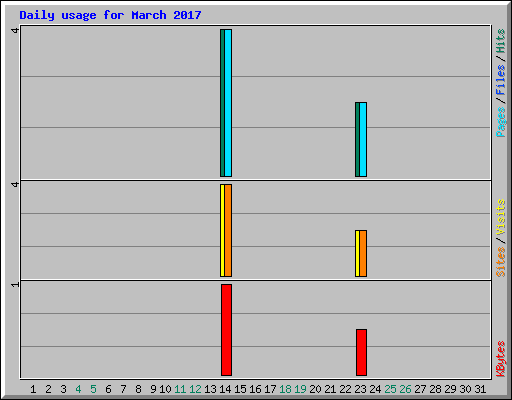 Daily usage for March 2017
4
4
1
Pages / Files / Hits
Sites / Visits
KBytes
1 2 3 4 5 6 7 8 9 10 11 12 13 14 15 16 17 18 19 20 21 22 23 24 25 26 27 28 29 30 31